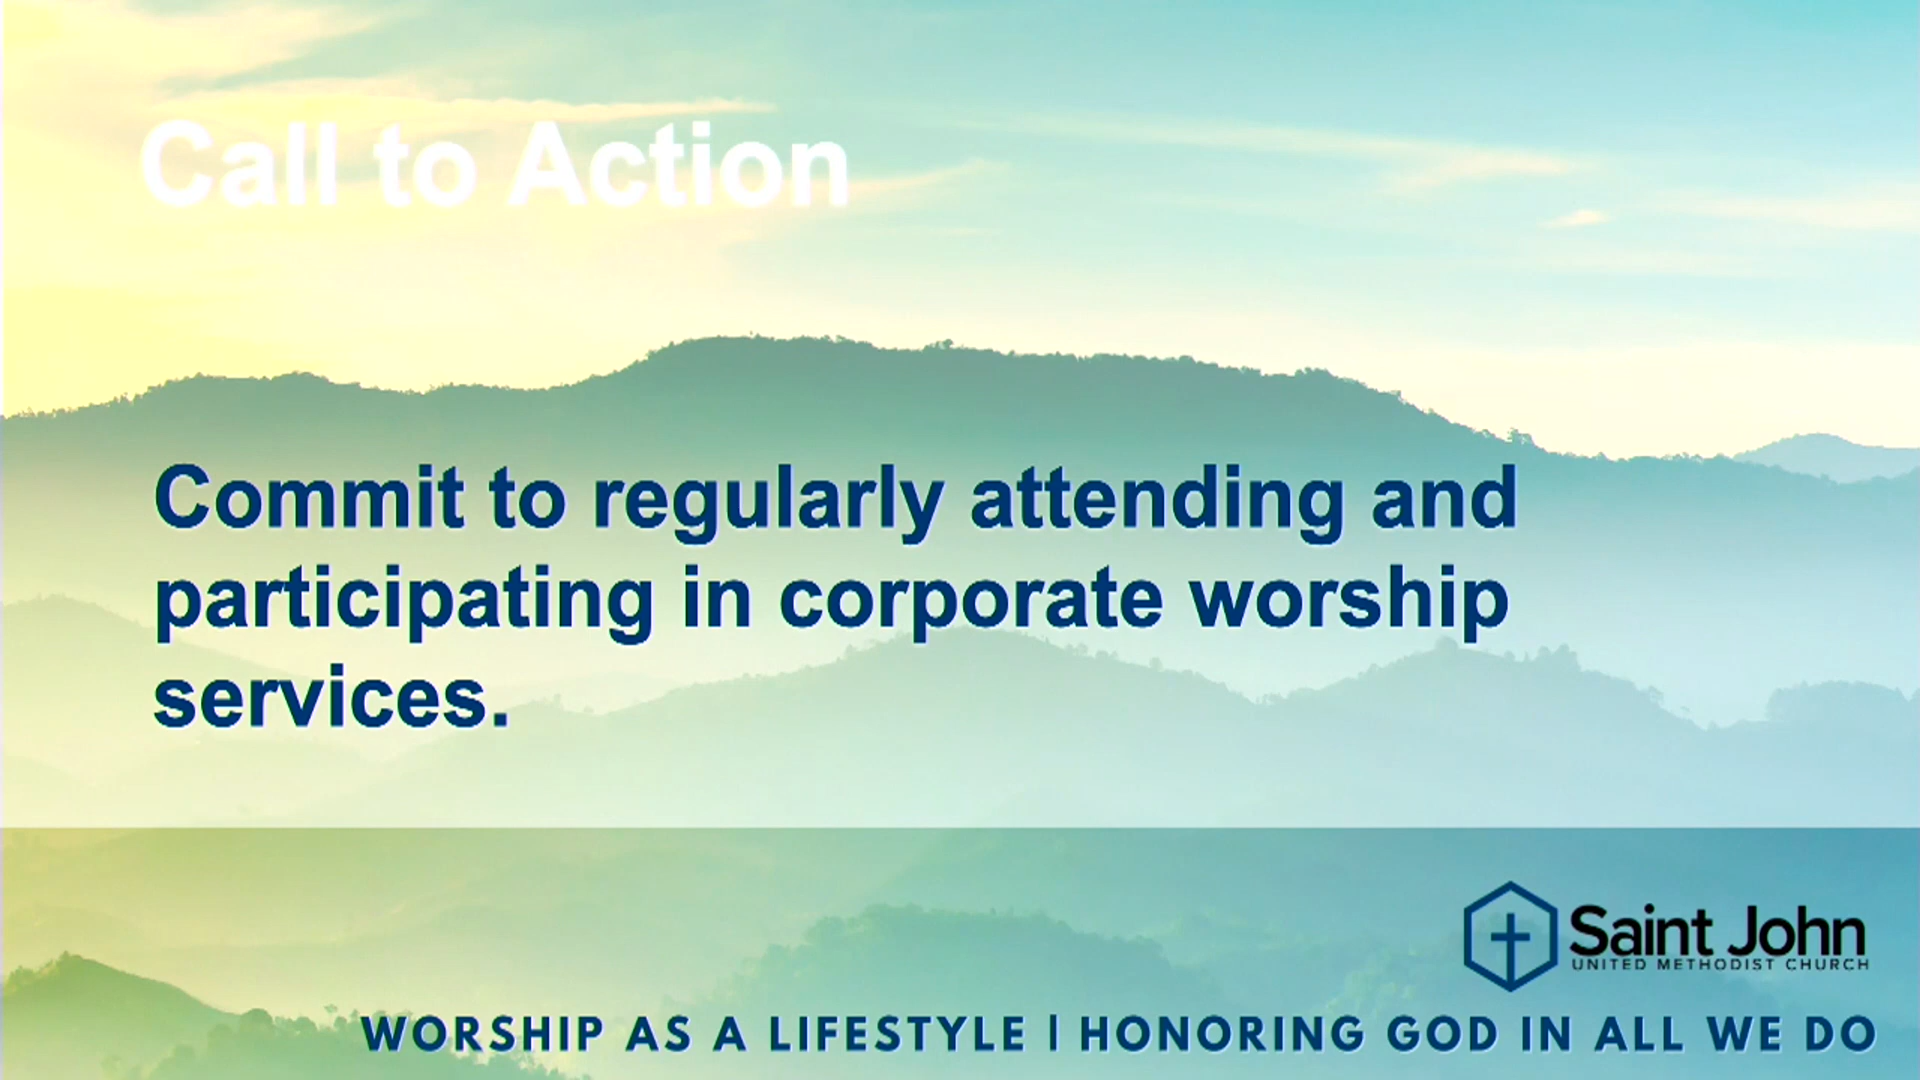 Call to Action
Commit to regularly attending and
participating in corporate worship
services.
Saint John
UNITED METHODIST CHURCH
WORSHIP AS A LIFESTYLE | HONORING GOD IN ALL WE DO